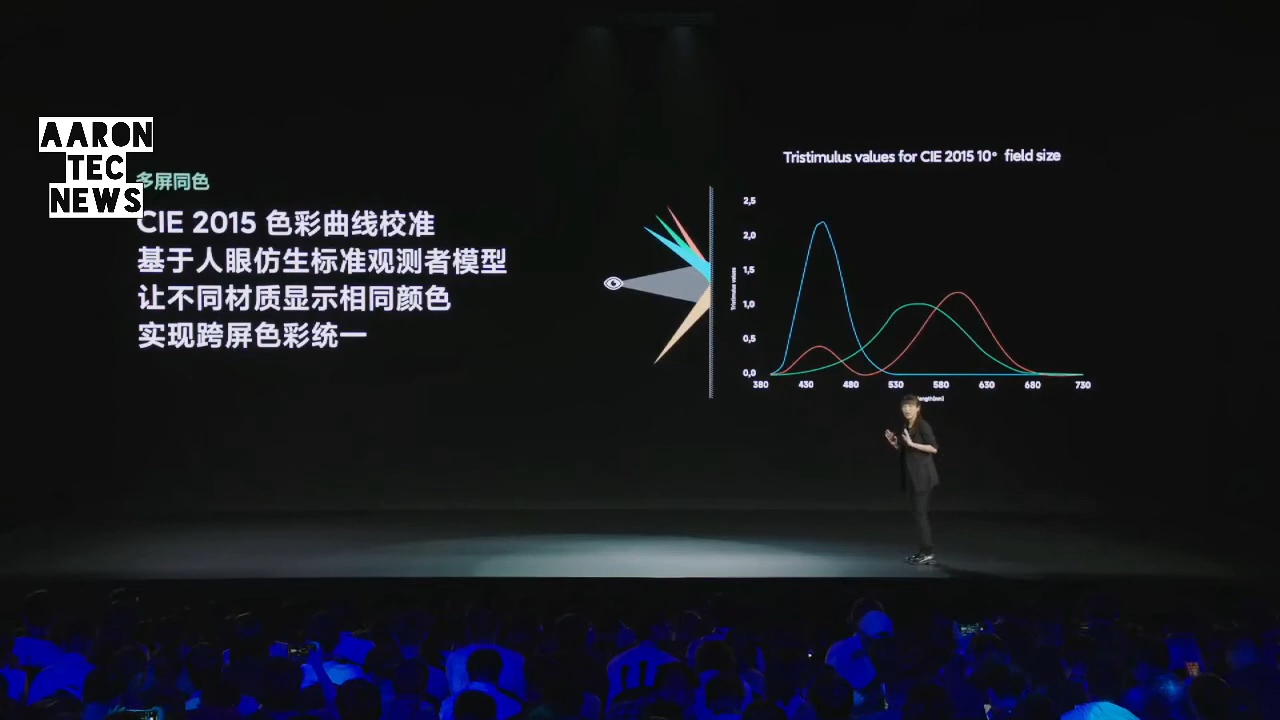 AARON
TEC
NEWS
多屏同色
CIE 2015 色彩曲线校准
基于人眼仿生标准观测者模型
让不同材质显示相同颜色
实现跨屏色彩统一
Tristimulus values for CIE 2015 10° field size
2,5
2,0
1,5
1,0
0,5
0,0
Tristimulus values
380 430 480 530 580 630 680 730